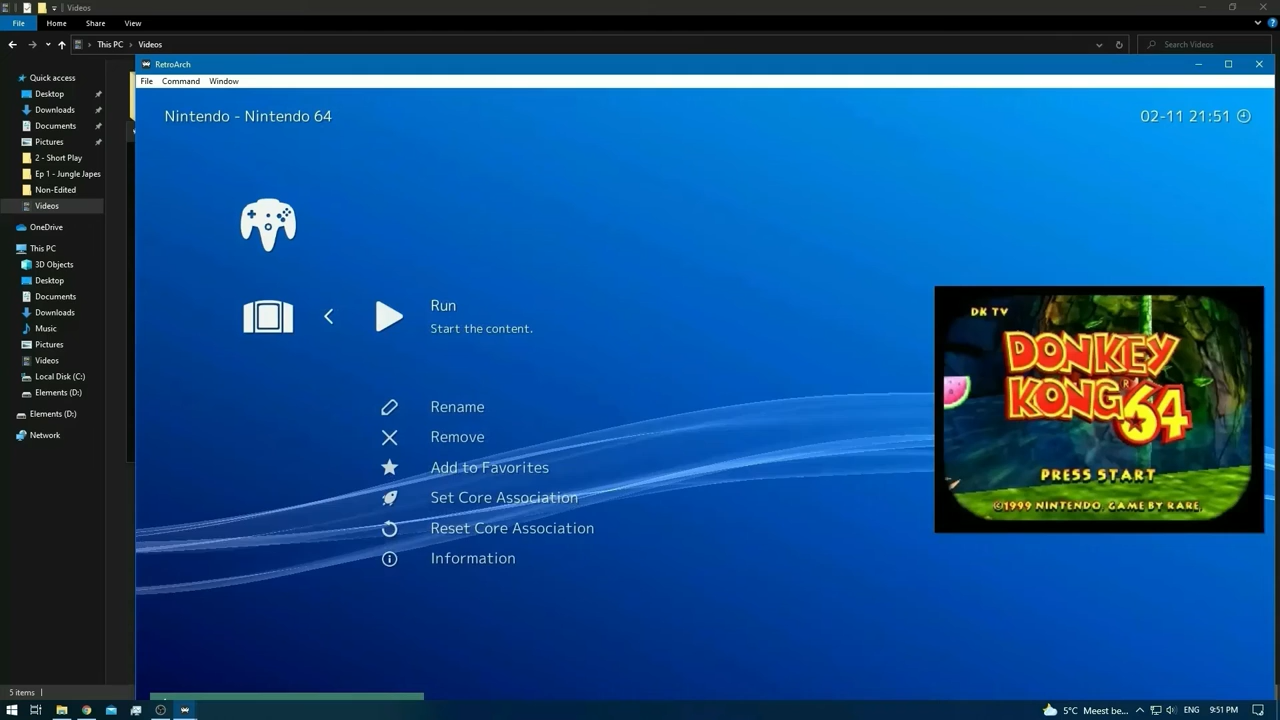 Videos
File
Home
Share
View
This PC
Videos
Search Videos
Quick access
Desktop
Downloads
Documents
Pictures
2 - Short Play
Ep 1 - Jungle Japes
Non-Edited
Videos
OneDrive
This PC
3D Objects
Desktop
Documents
Downloads
Music
Pictures
Videos
Local Disk (C:)
Elements (D:)
Elements (D:)
Network
5 items
RetroArch
File Command Window
Nintendo - Nintendo 64
02-11 21:51
Run
Start the content.
Rename
Remove
Add to Favorites
Set Core Association
Reset Core Association
Information
DK TV
DONKEY
KONG
64
PRESS START
©1999 NINTENDO, GAME BY RARE,
5°C Meest be...
ENG
9:51 PM